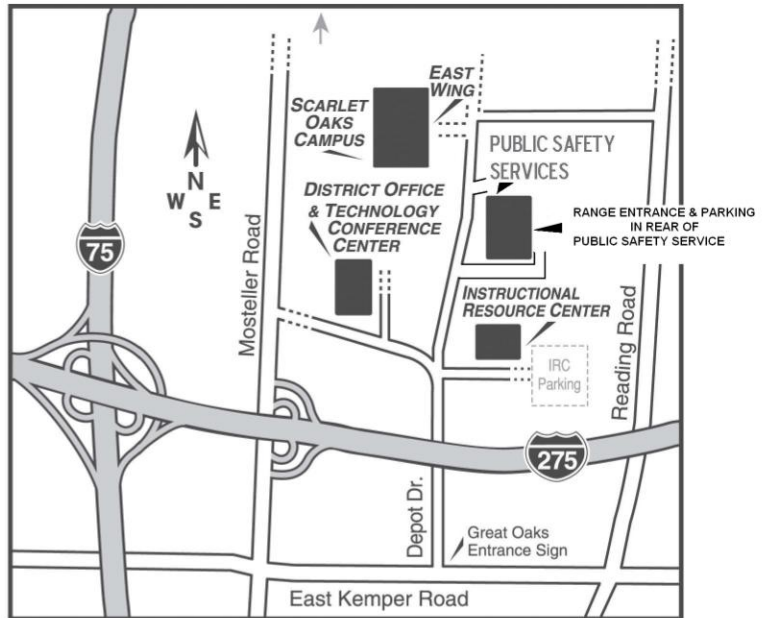 EAST
WING
SCARLET
OAKS
CAMPUS
PUBLIC SAFETY
SERVICES
N
W E
S
DISTRICT OFFICE
& TECHNOLOGY
CONFERENCE
CENTER
RANGE ENTRANCE & PARKING
IN REAR OF
PUBLIC SAFETY SERVICE
75
Mosteller Road
INSTRUCTIONAL
RESOURCE CENTER
Reading Road
IRC
Parking
275
Depot Dr.
Great Oaks
Entrance Sign
East Kemper Road